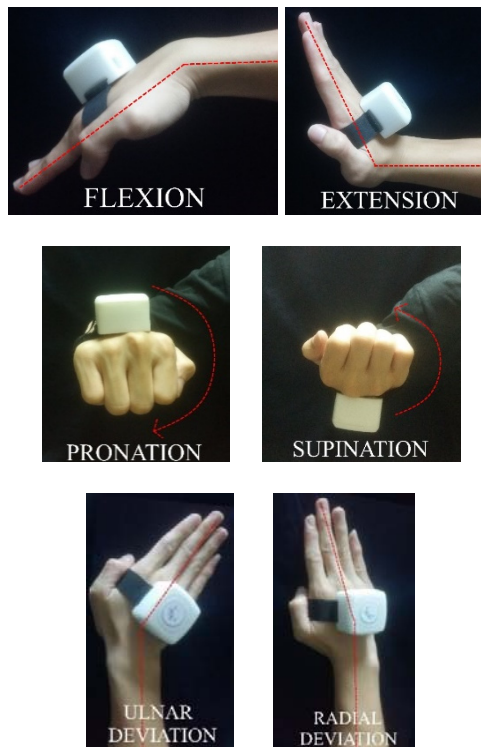 FLEXION
EXTENSION
PRONATION
SUPINATION
ULNAR
DEVIATION
RADIAL
DEVIATION